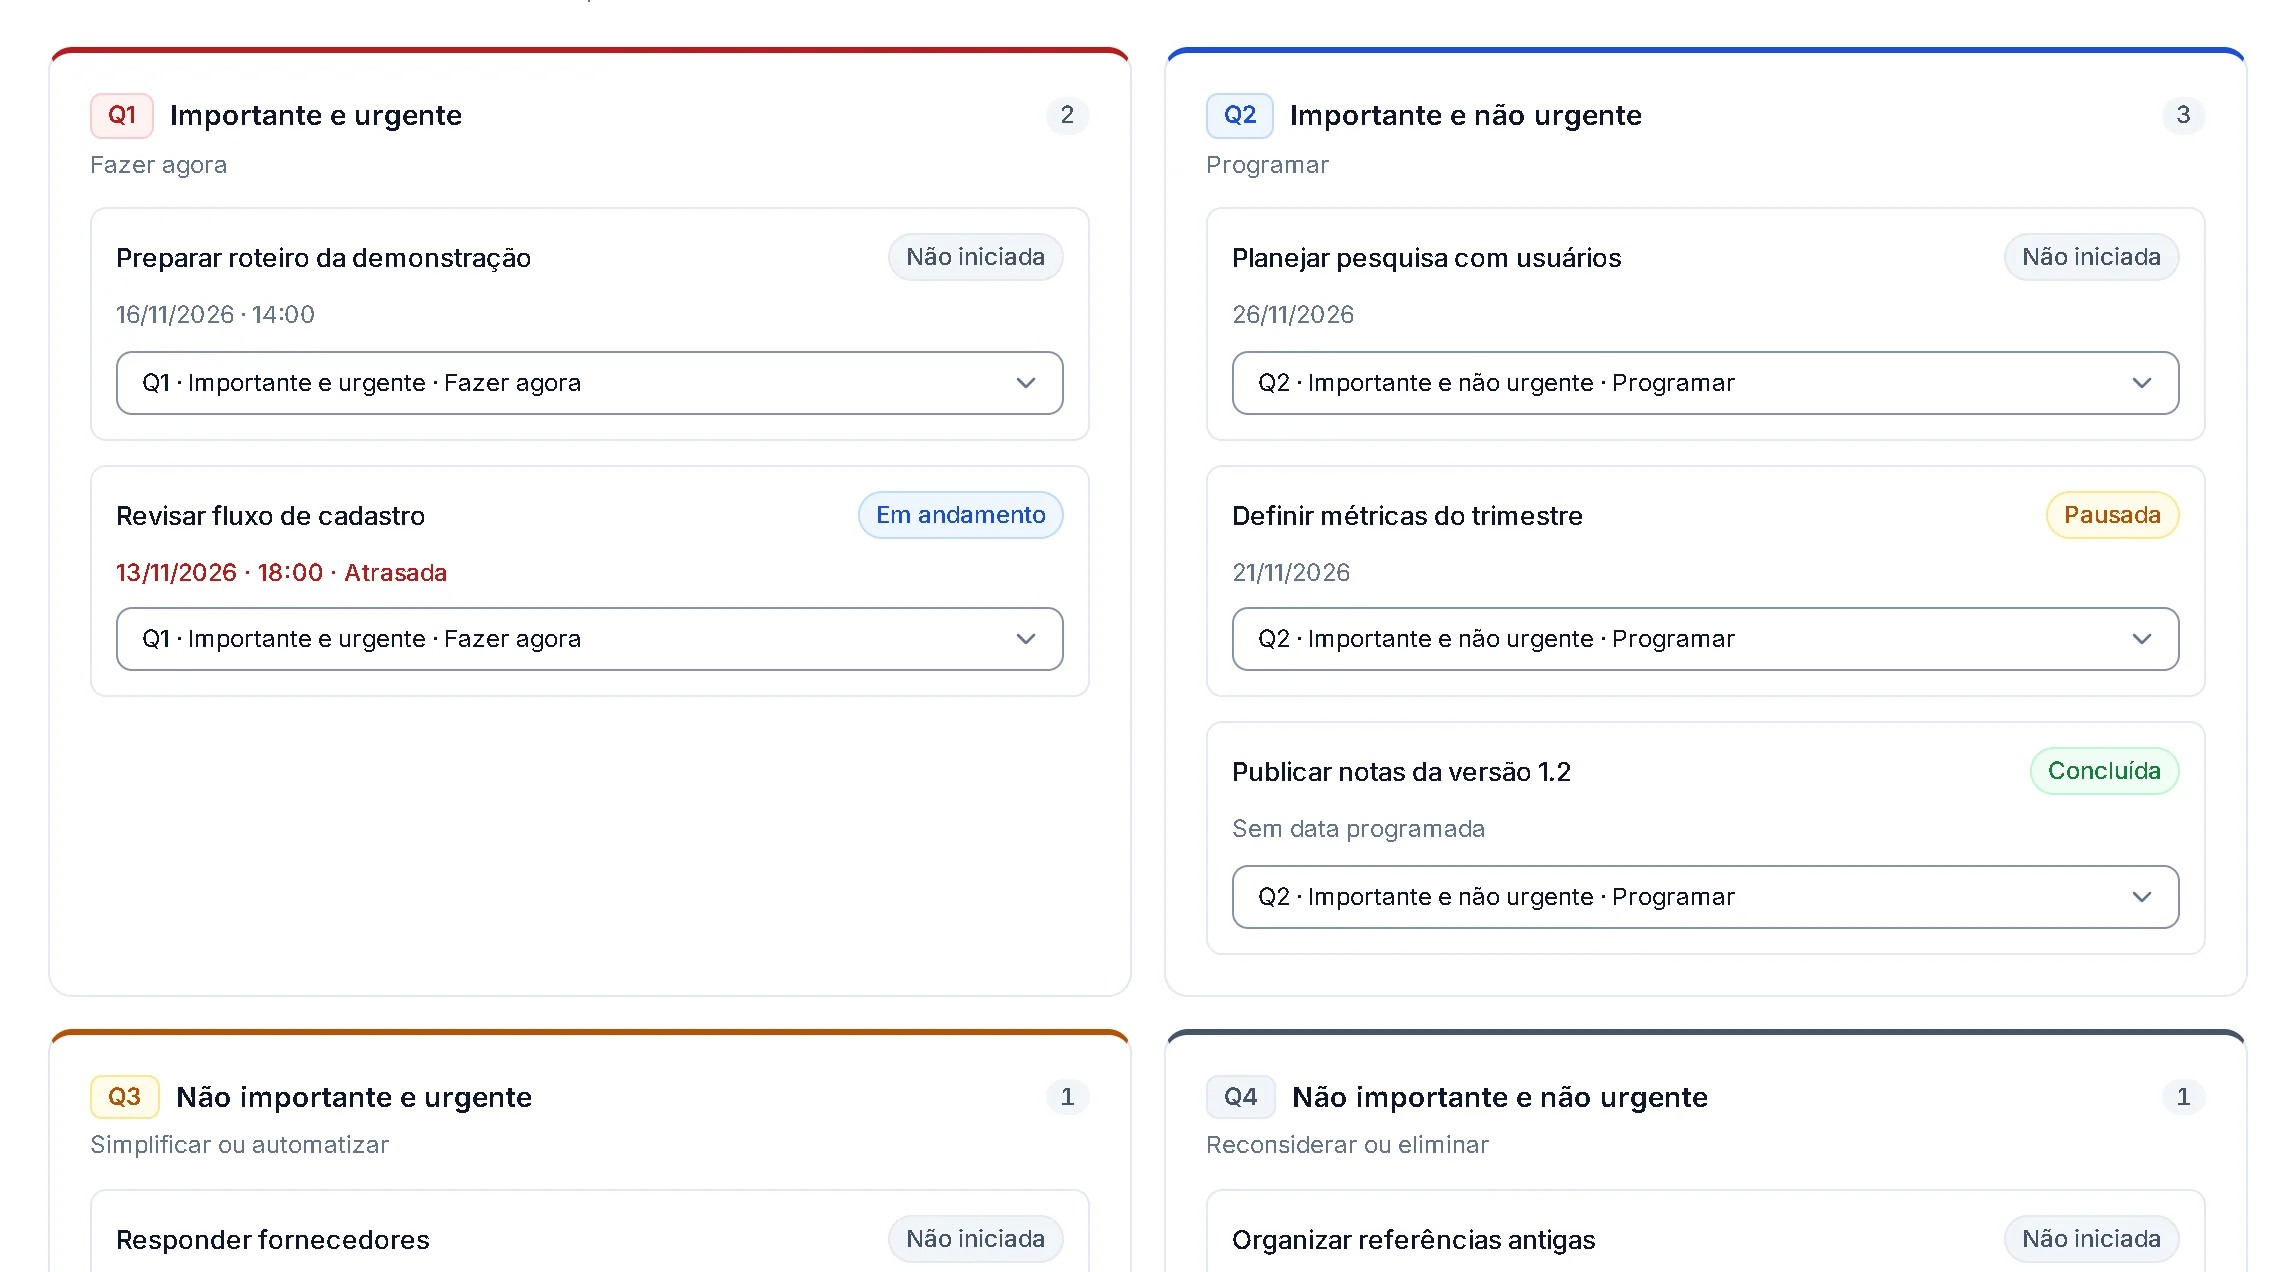 Q1 Importante e urgente 2
Fazer agora
Preparar roteiro da demonstração Não iniciada
16/11/2026 · 14:00
Q1 · Importante e urgente · Fazer agora
Revisar fluxo de cadastro Em andamento
13/11/2026 · 18:00 · Atrasada
Q1 · Importante e urgente · Fazer agora
Q2 Importante e não urgente 3
Programar
Planejar pesquisa com usuários Não iniciada
26/11/2026
Q2 · Importante e não urgente · Programar
Definir métricas do trimestre Pausada
21/11/2026
Q2 · Importante e não urgente · Programar
Publicar notas da versão 1.2 Concluída
Sem data programada
Q2 · Importante e não urgente · Programar
Q3 Não importante e urgente 1
Simplificar ou automatizar
Responder fornecedores Não iniciada
Q4 Não importante e não urgente 1
Reconsiderar ou eliminar
Organizar referências antigas Não iniciada